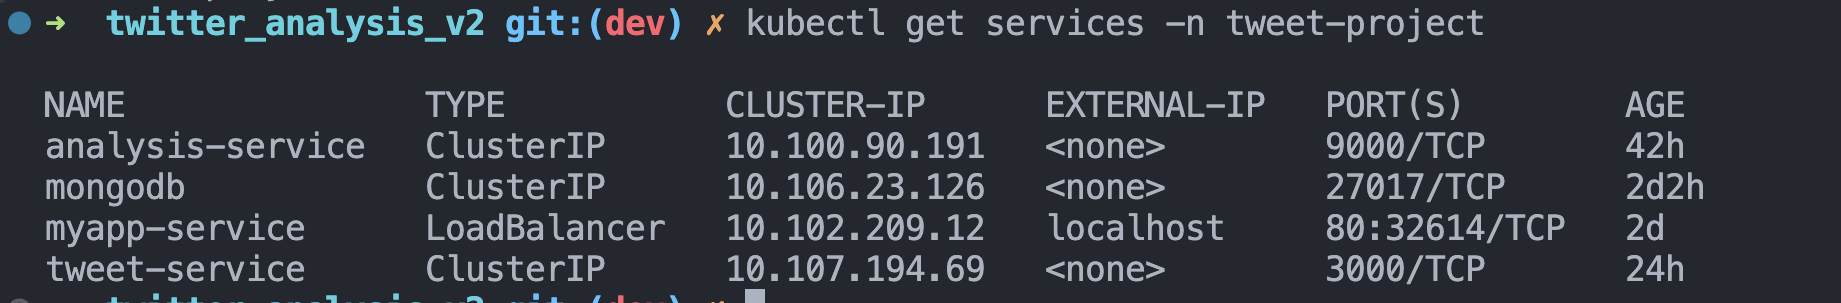 ➜ twitter_analysis_v2 git:(dev) ✗ kubectl get services -n tweet-project
NAME TYPE CLUSTER-IP EXTERNAL-IP PORT(S) AGE
analysis-service ClusterIP 10.100.90.191 <none> 9000/TCP 42h
mongodb ClusterIP 10.106.23.126 <none> 27017/TCP 2d2h
myapp-service LoadBalancer 10.102.209.12 localhost 80:32614/TCP 2d
tweet-service ClusterIP 10.107.194.69 <none> 3000/TCP 24h
twitter_analysis_v2 git:(dev) ✗